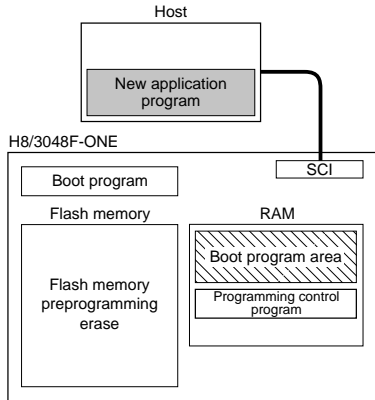 Host
New application
program
H8/3048F-ONE
SCI
Boot program
Flash memory
RAM
Boot program area
Flash memory
preprogramming
erase
Programming control
program